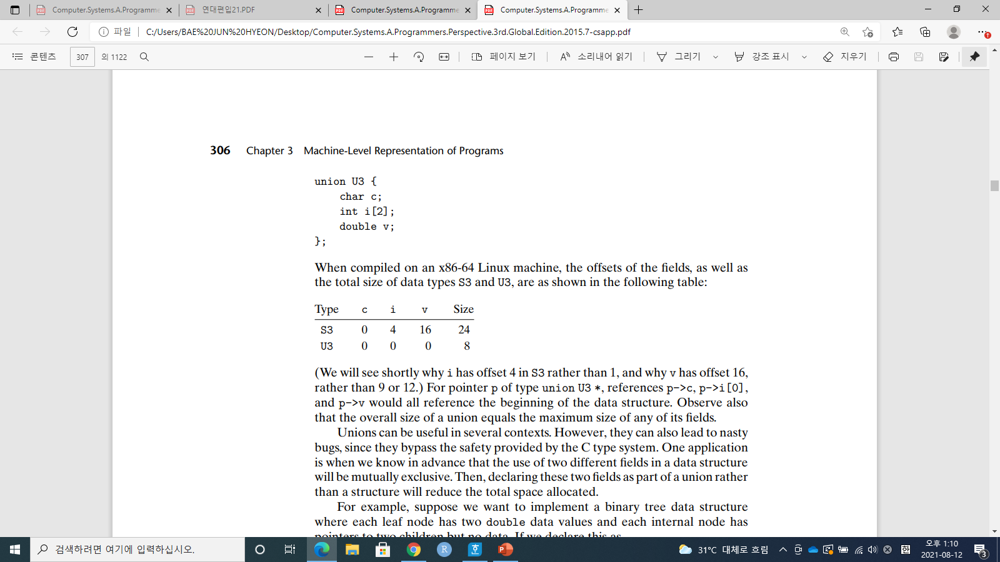 Computer.Systems.A.Programme
연대편입21.PDF
Computer.Systems.A.Programme
Computer.Systems.A.Programme
파일
C:/Users/BAE%20JUN%20HYEON/Desktop/Computer.Systems.A.Programmers.Perspective.3rd.Global.Edition.2015.7-csapp.pdf
콘텐츠 307 의 1122 페이지 보기 소리내어 읽기 그리기 강조 표시 지우기
306 Chapter 3 Machine-Level Representation of Programs
union U3 {
char c;
int i[2];
double v;
};
When compiled on an x86-64 Linux machine, the offsets of the fields, as well as
the total size of data types S3 and U3, are as shown in the following table:
Type c i v Size
S3 0 4 16 24
U3 0 0 0 8
(We will see shortly why i has offset 4 in S3 rather than 1, and why v has offset 16,
rather than 9 or 12.) For pointer p of type union U3 *, references p->c, p->i[0],
and p->v would all reference the beginning of the data structure. Observe also
that the overall size of a union equals the maximum size of any of its fields.
Unions can be useful in several contexts. However, they can also lead to nasty
bugs, since they bypass the safety provided by the C type system. One application
is when we know in advance that the use of two different fields in a data structure
will be mutually exclusive. Then, declaring these two fields as part of a union rather
than a structure will reduce the total space allocated.
For example, suppose we want to implement a binary tree data structure
where each leaf node has two double data values and each internal node has
pointers to two children but no data. If we declare this as
검색하려면 여기에 입력하십시오.
31°C 대체로 흐림
한
오후 1:10
2021-08-12
3